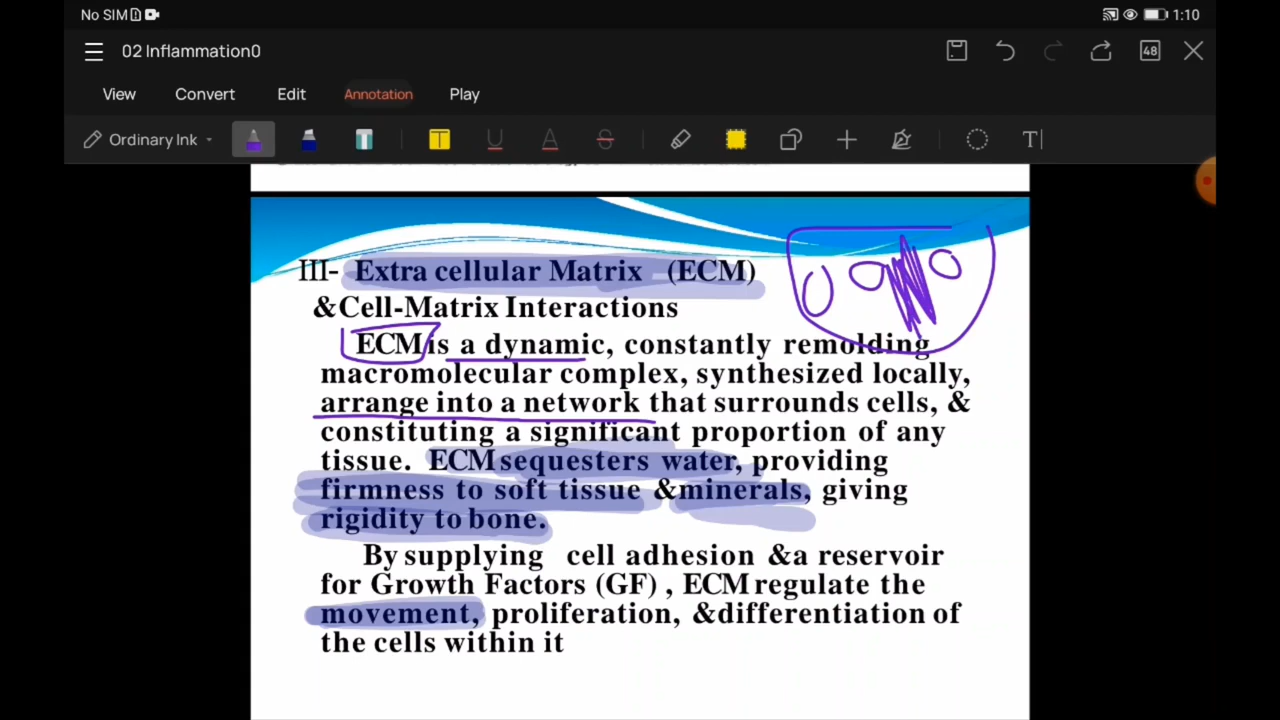 No SIM 1:10
02 Inflammation0 48
View Convert Edit Annotation Play
Ordinary Ink T T U A S T
III- Extra cellular Matrix (ECM)
&Cell-Matrix Interactions
ECM is a dynamic, constantly remolding
macromolecular complex, synthesized locally,
arrange into a network that surrounds cells, &
constituting a significant proportion of any
tissue. ECM sequesters water, providing
firmness to soft tissue &minerals, giving
rigidity to bone.
By supplying cell adhesion &a reservoir
for Growth Factors (GF) , ECM regulate the
movement, proliferation, &differentiation of
the cells within it